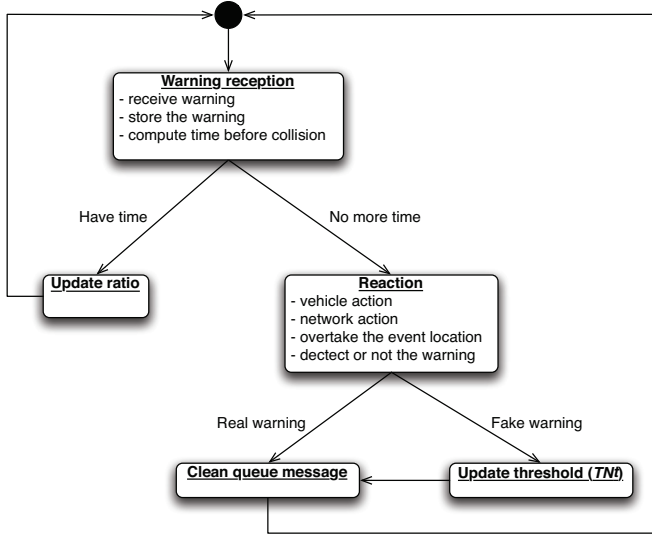 Warning reception
- receive warning
- store the warning
- compute time before collision
Have time
No more time
Update ratio
Reaction
- vehicle action
- network action
- overtake the event location
- dectect or not the warning
Real warning
Fake warning
Clean queue message
Update threshold (TNt)